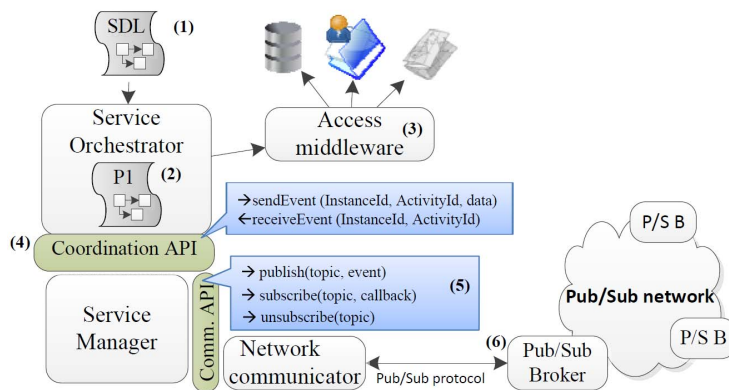 SDL
(1)
Service
Orchestrator
P1
(2)
Access
middleware
(3)
→sendEvent (InstanceId, ActivityId, data)
←receiveEvent (InstanceId, ActivityId)
(4)
Coordination API
→ publish(topic, event)
→ subscribe(topic, callback)
→ unsubscribe(topic)
(5)
Service
Manager
Comm. API
Network
communicator
Pub/Sub protocol
(6)
Pub/Sub
Broker
P/S B
Pub/Sub network
P/S B